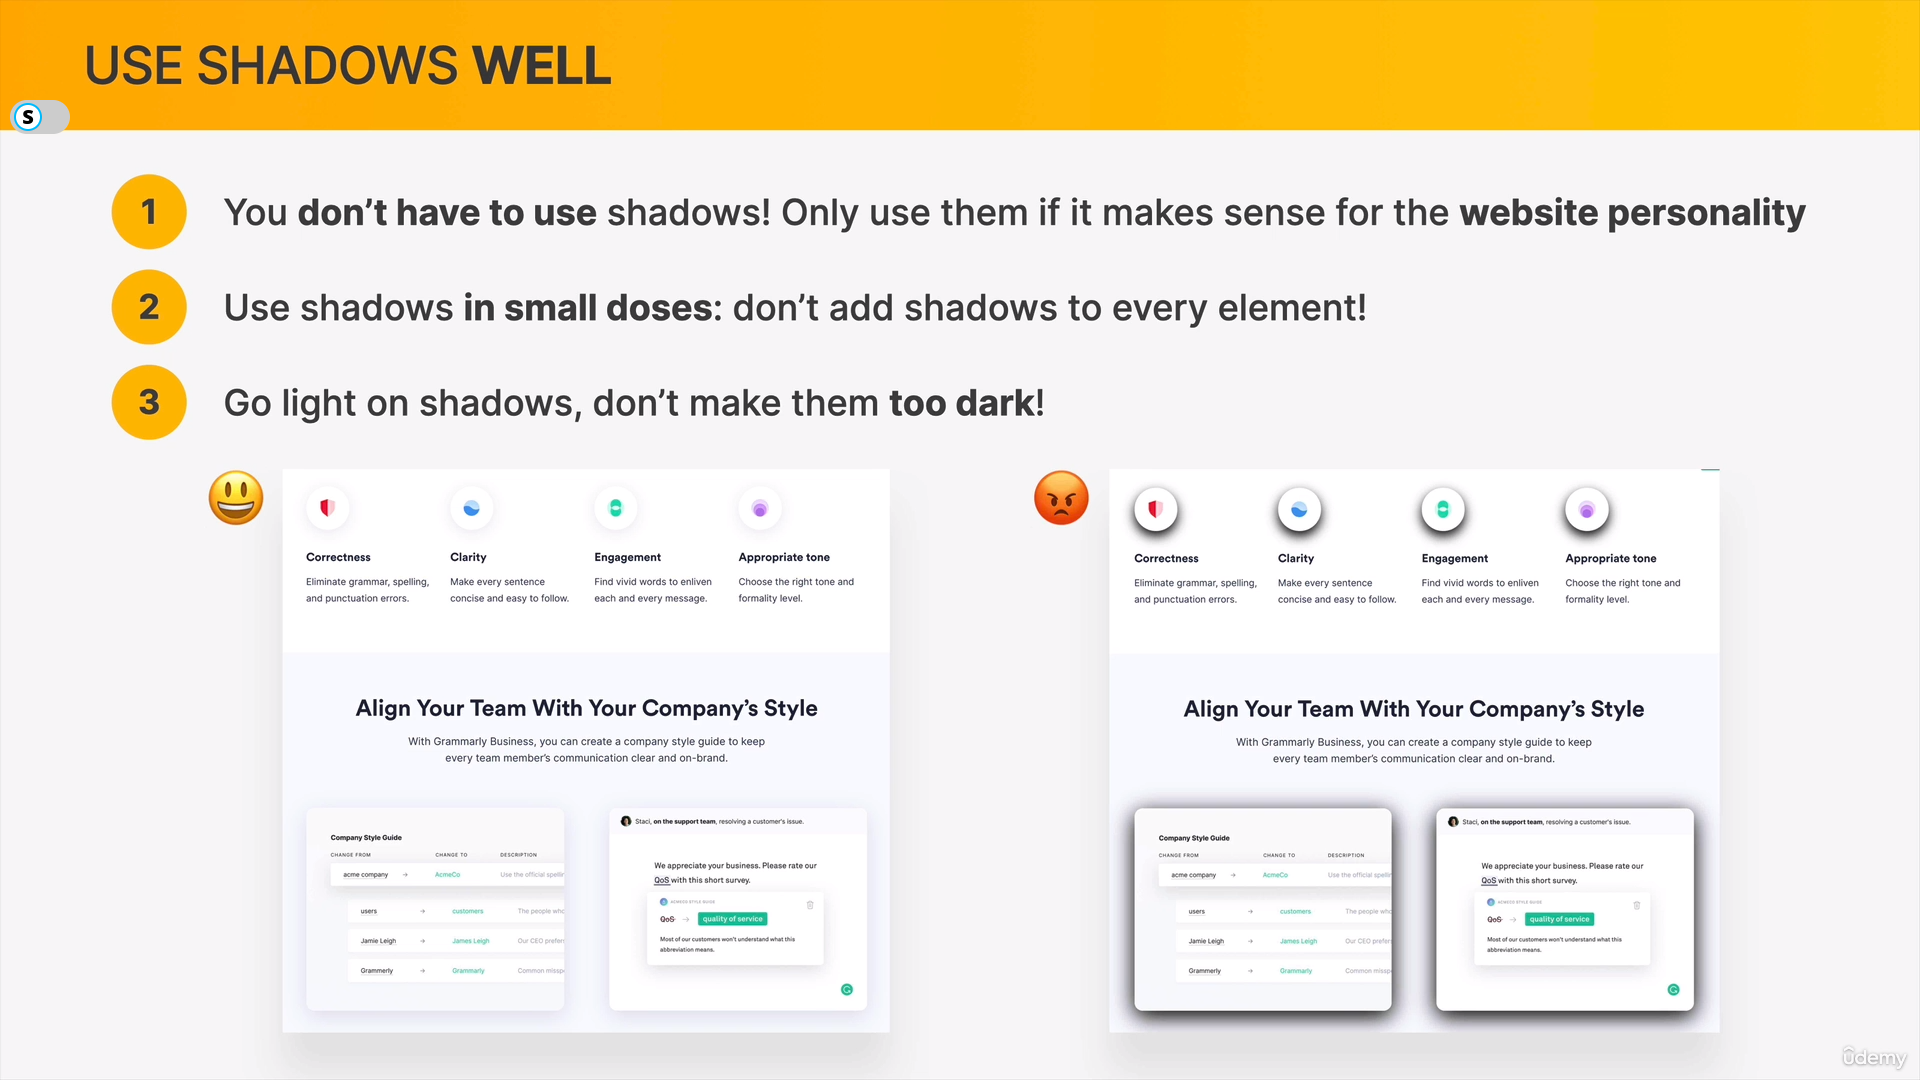 USE SHADOWS WELL
S
1
You don’t have to use shadows! Only use them if it makes sense for the website personality
2
Use shadows in small doses: don’t add shadows to every element!
3
Go light on shadows, don’t make them too dark!
Correctness
Eliminate grammar, spelling,
and punctuation errors.
Clarity
Make every sentence
concise and easy to follow.
Engagement
Find vivid words to enliven
each and every message.
Appropriate tone
Choose the right tone and
formality level.
Align Your Team With Your Company’s Style
With Grammarly Business, you can create a company style guide to keep
every team member’s communication clear and on-brand.
Company Style Guide
CHANGE FROM CHANGE TO DESCRIPTION
acme company → AcmeCo Use the official spellin
users → customers The people who
Jamie Leigh → James Leigh Our CEO prefers
Grammerly → Grammarly Common missp
Staci, on the support team, resolving a customer's issue.
We appreciate your business. Please rate our
QoS with this short survey.
ACMECO STYLE GUIDE
QoS → quality of service
Most of our customers won't understand what this
abbreviation means.
Correctness
Eliminate grammar, spelling,
and punctuation errors.
Clarity
Make every sentence
concise and easy to follow.
Engagement
Find vivid words to enliven
each and every message.
Appropriate tone
Choose the right tone and
formality level.
Align Your Team With Your Company’s Style
With Grammarly Business, you can create a company style guide to keep
every team member’s communication clear and on-brand.
Company Style Guide
CHANGE FROM CHANGE TO DESCRIPTION
acme company → AcmeCo Use the official spellin
users → customers The people who
Jamie Leigh → James Leigh Our CEO prefers
Grammerly → Grammarly Common missp
Staci, on the support team, resolving a customer's issue.
We appreciate your business. Please rate our
QoS with this short survey.
ACMECO STYLE GUIDE
QoS → quality of service
Most of our customers won't understand what this
abbreviation means.
ûdemy